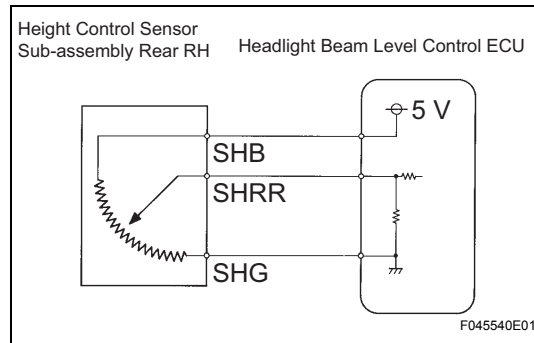 Height Control Sensor
Sub-assembly Rear RH
Headlight Beam Level Control ECU
5 V
SHB
SHRR
SHG
F045540E01